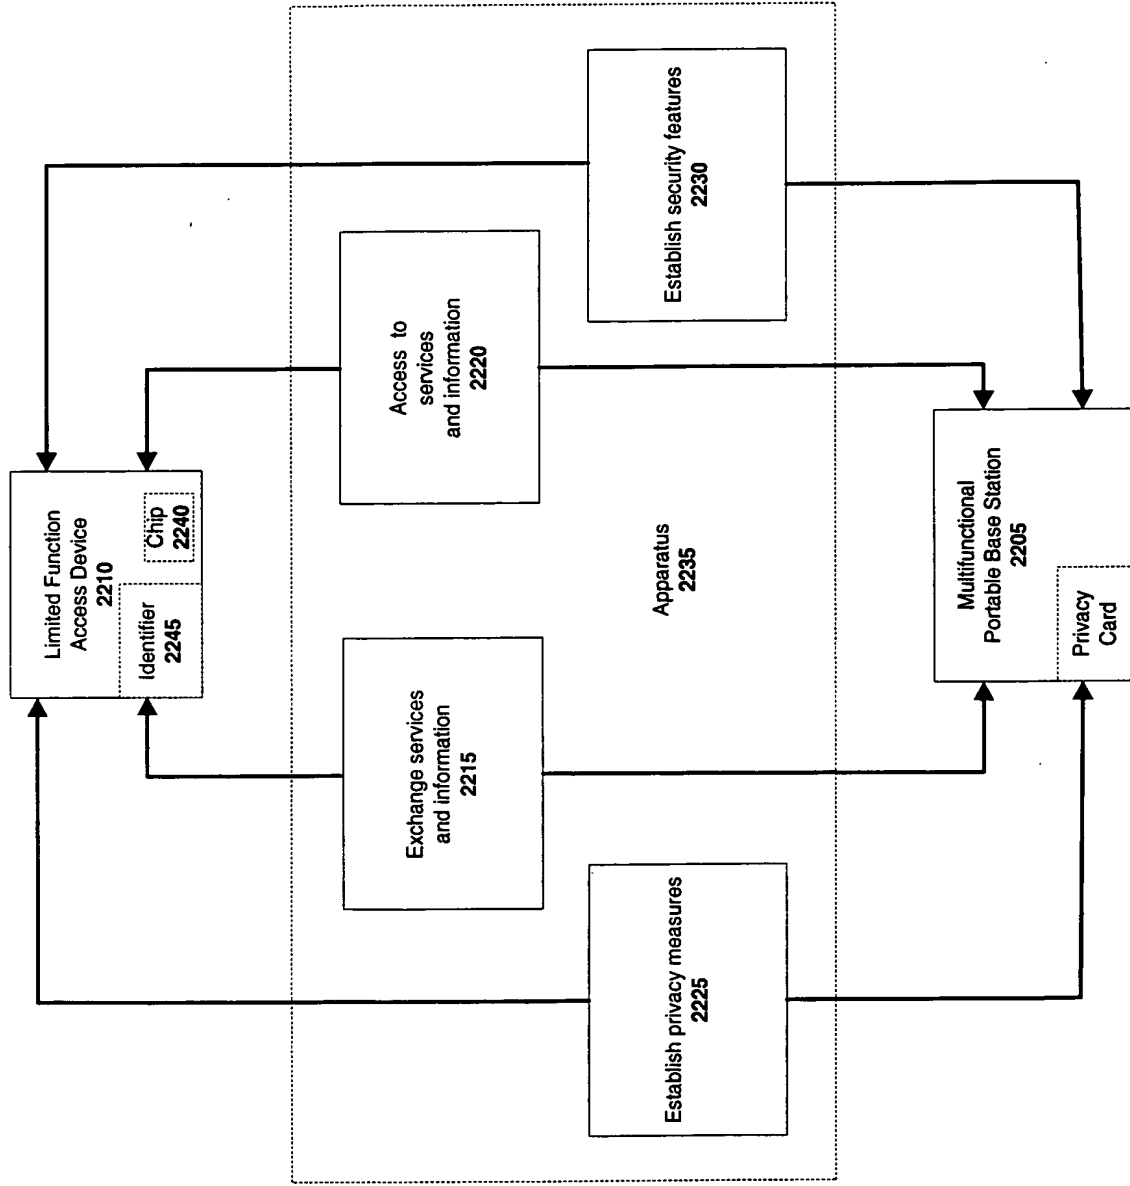 Limited Function
Access Device
2210
Identifier
2245
Chip
2240
Establish privacy measures
2225
Exchange services
and information
2215
Access to
services
and information
2220
Establish security features
2230
Apparatus
2235
Multifunctional
Portable Base Station
2205
Privacy
Card